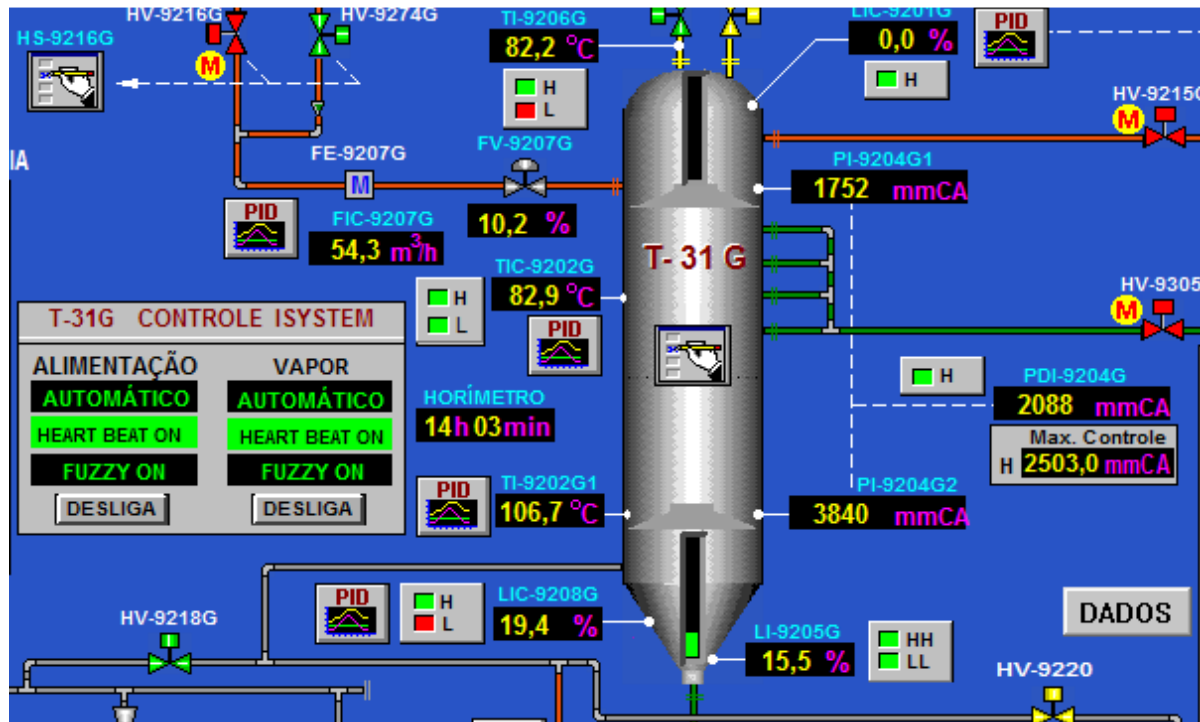 HV-9216G
HV-9274G
TI-9206G
LIC-9201G
HS-9216G
82,2 °C
0,0 %
PID
M
H
L
H
HV-9215G
M
IA
FE-9207G
FV-9207G
PI-9204G1
M
1752 mmCA
PID
FIC-9207G
10,2 %
54,3 m³/h
T- 31 G
TIC-9202G
H
L
82,9 °C
HV-9305
M
T-31G CONTROLE ISYSTEM
PID
ALIMENTAÇÃO
VAPOR
H
PDI-9204G
AUTOMÁTICO
AUTOMÁTICO
HORÍMETRO
2088 mmCA
HEART BEAT ON
HEART BEAT ON
14h 03min
Max. Controle
H 2503,0 mmCA
FUZZY ON
FUZZY ON
PID
TI-9202G1
PI-9204G2
DESLIGA
DESLIGA
106,7 °C
3840 mmCA
PID
H
L
LIC-9208G
19,4 %
HV-9218G
DADOS
LI-9205G
HH
LL
15,5 %
HV-9220